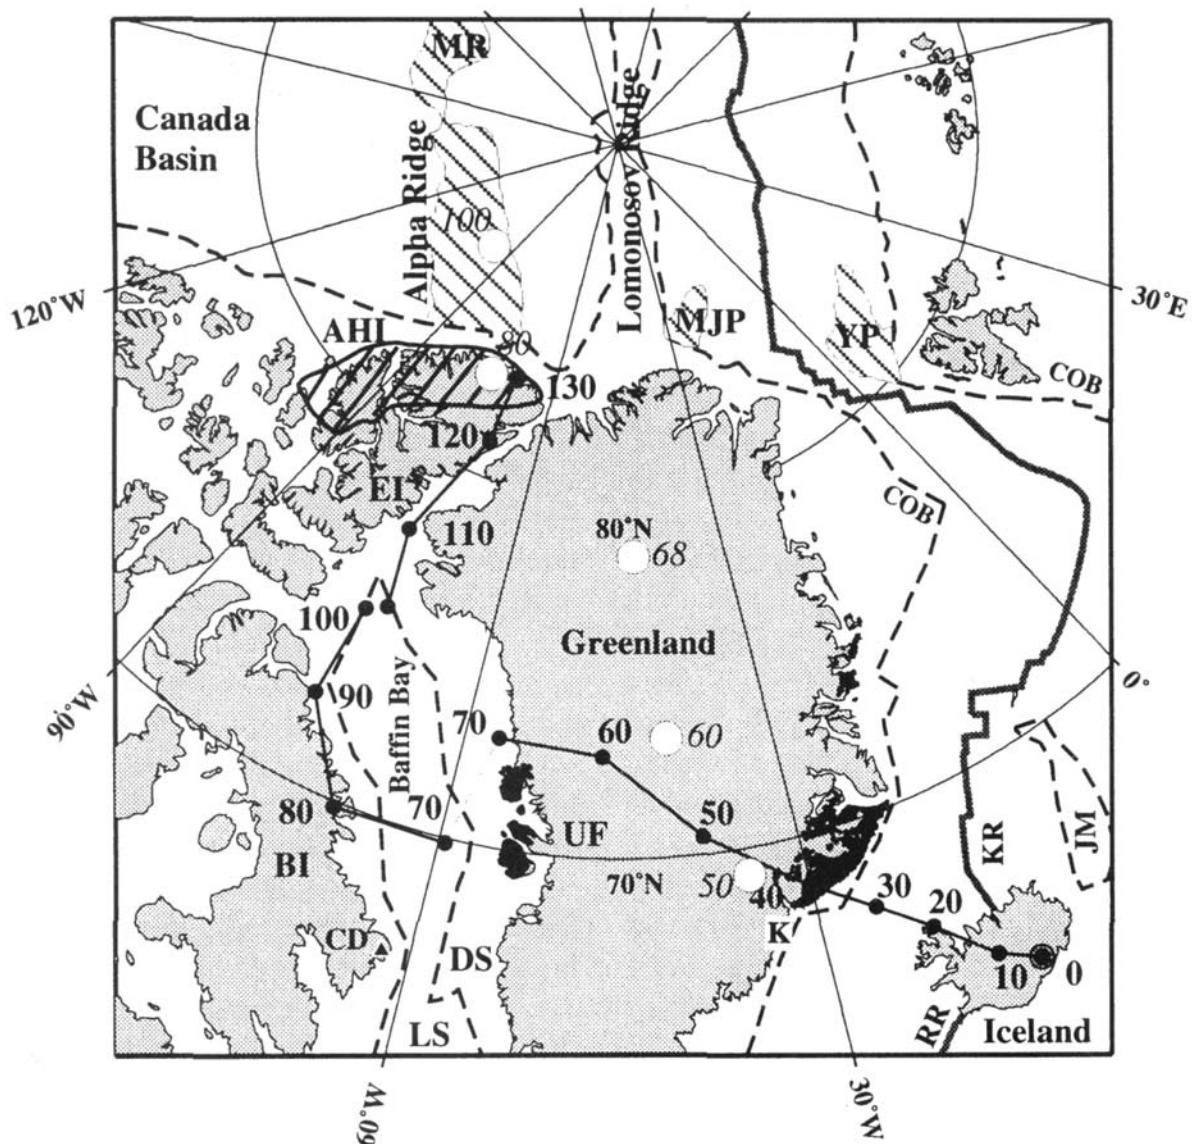 MR
Canada
Basin
Alpha Ridge
Lomonosov Ridge
100
120°W
30°E
AHI
80
MJP
YP
COB
130
120
EI
COB
110
80°N
68
100
Greenland
Baffin Bay
90
90°W
0°
70
60
60
80
70
50
UF
KR
JM
BI
70°N
50
40
30
20
CD
K
DS
10
0
LS
RR
Iceland
60°W
30°W